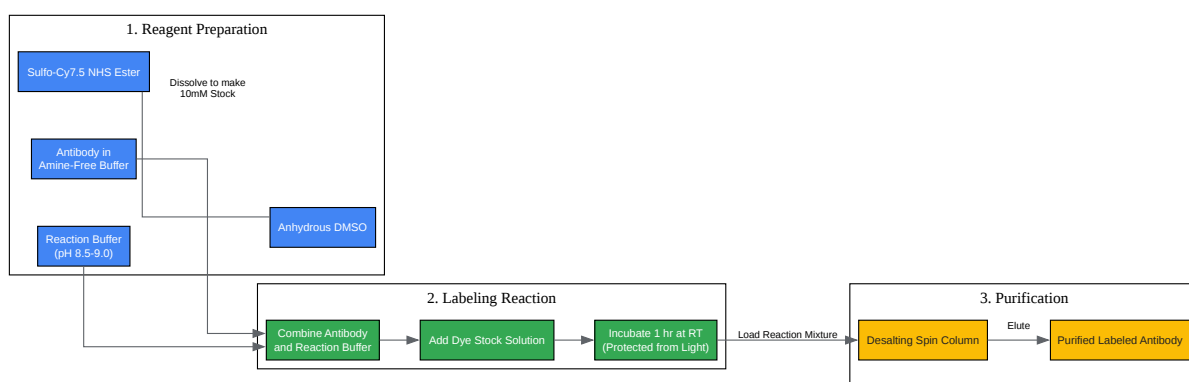 1. Reagent Preparation
Sulfo-Cy7.5 NHS Ester
Dissolve to make
10mM Stock
Antibody in
Amine-Free Buffer
Anhydrous DMSO
Reaction Buffer
(pH 8.5-9.0)
2. Labeling Reaction
Combine Antibody
and Reaction Buffer
Add Dye Stock Solution
Incubate 1 hr at RT
(Protected from Light)
Load Reaction Mixture
3. Purification
Desalting Spin Column
Elute
Purified Labeled Antibody